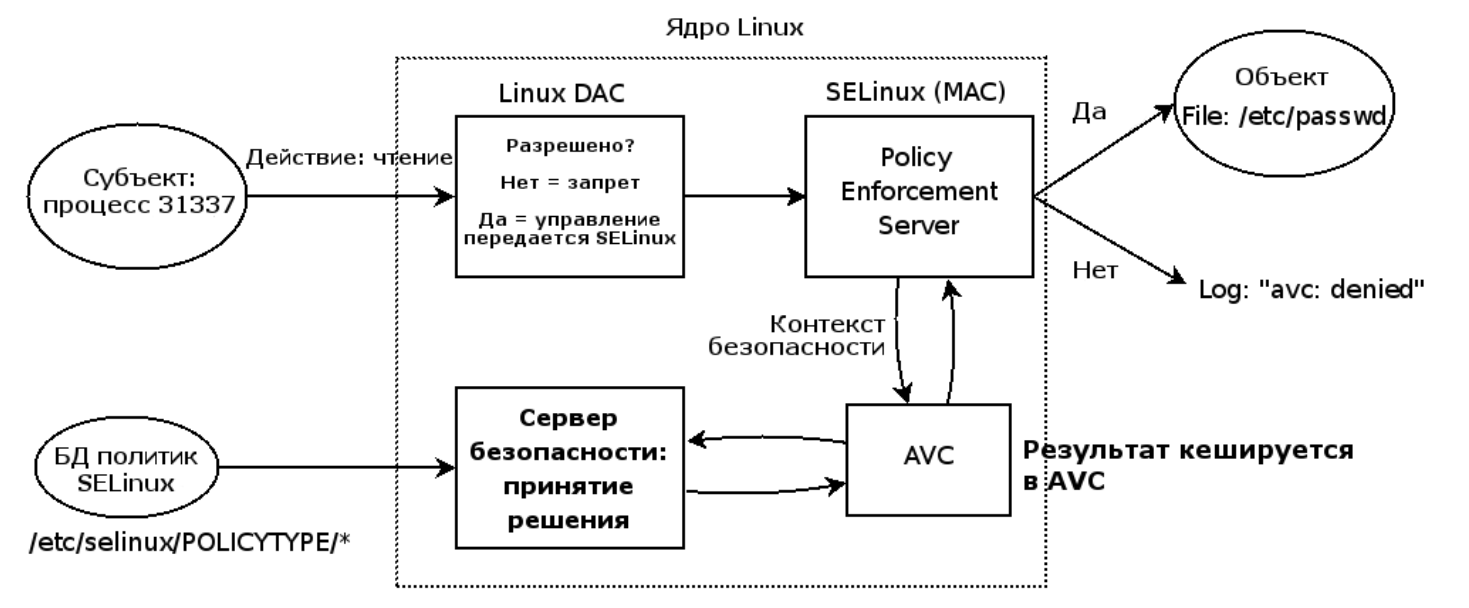 Ядро Linux
Linux DAC
SELinux (MAC)
Объект
File: /etc/passwd
Субъект:
процесс 31337
Действие: чтение
Разрешено?
Нет = запрет
Да = управление
передается SELinux
Policy
Enforcement
Server
Да
Нет
Log: "avc: denied"
Контекст
безопасности
БД политик
SELinux
/etc/selinux/POLICYTYPE/*
Сервер
безопасности:
принятие
решения
AVC
Результат кешируется
в AVC